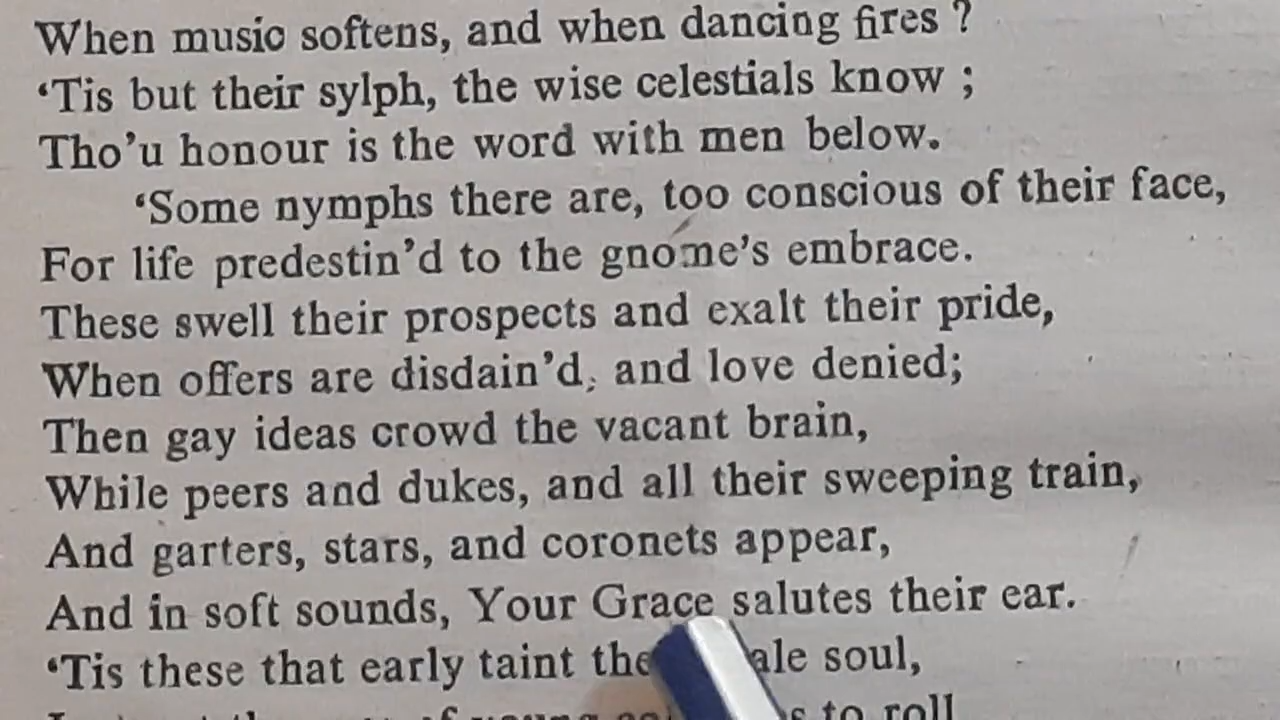 When music softens, and when dancing fires ?
‘Tis but their sylph, the wise celestials know ;
Tho’u honour is the word with men below.
‘Some nymphs there are, too conscious of their face,
For life predestin’d to the gnome’s embrace.
These swell their prospects and exalt their pride,
When offers are disdain’d, and love denied;
Then gay ideas crowd the vacant brain,
While peers and dukes, and all their sweeping train,
And garters, stars, and coronets appear,
And in soft sounds, Your Grace salutes their ear.
‘Tis these that early taint the soul,
of young to roll